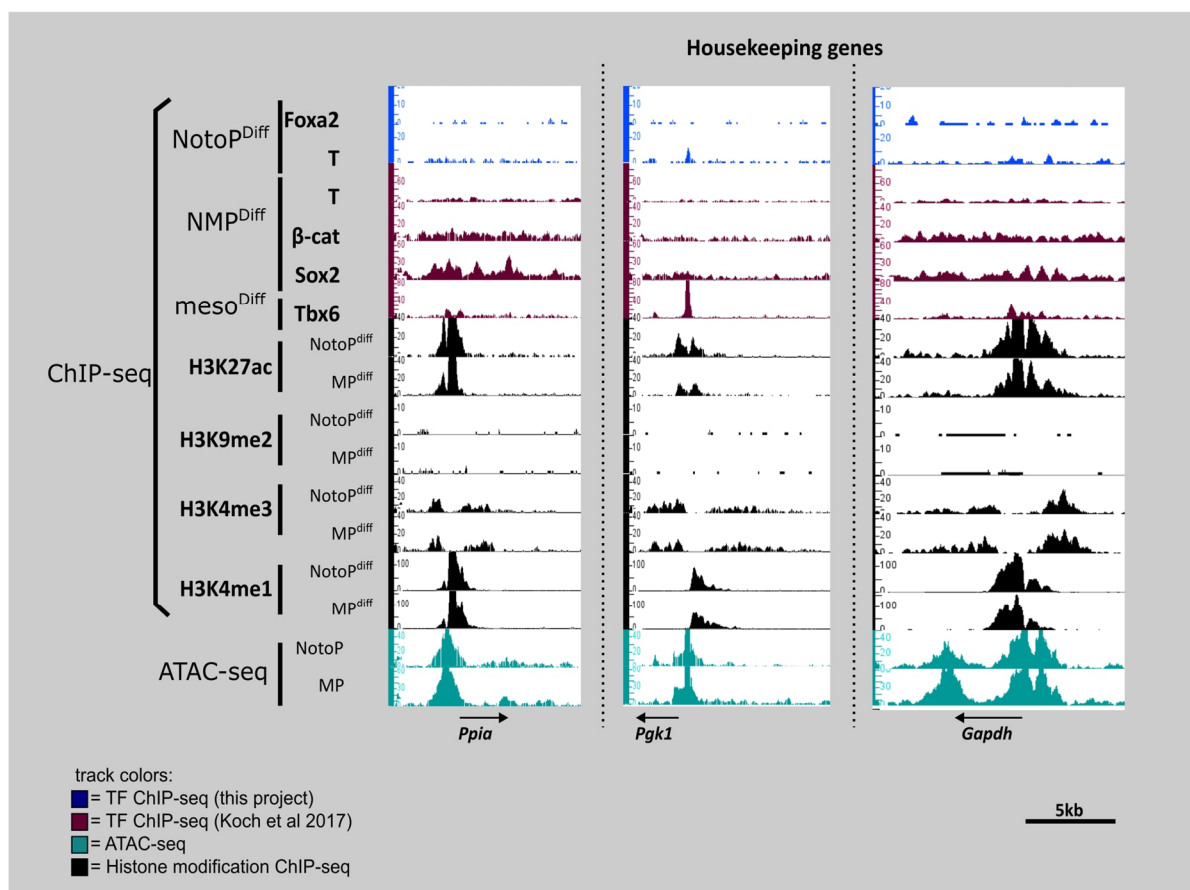 Housekeeping genes
ChIP-seq
NotoP^Diff
Foxa2
T
NMP^Diff
T
β-cat
Sox2
meso^Diff
Tbx6
H3K27ac
NotoP^diff
MP^diff
H3K9me2
NotoP^diff
MP^diff
H3K4me3
NotoP^diff
MP^diff
H3K4me1
NotoP^diff
MP^diff
ATAC-seq
NotoP
MP
Ppia
Pgk1
Gapdh
track colors:
= TF ChIP-seq (this project)
= TF ChIP-seq (Koch et al 2017)
= ATAC-seq
= Histone modification ChIP-seq
5kb